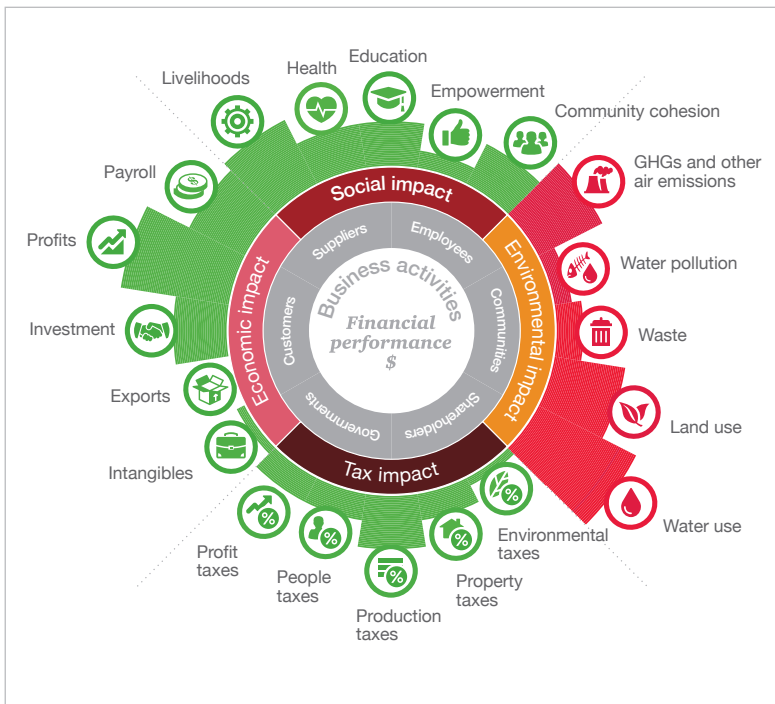 Education
Health
Empowerment
Livelihoods
Community cohesion
Payroll
GHGs and other
air emissions
Profits
Water pollution
Investment
Waste
Exports
Land use
Intangibles
Water use
Profit
taxes
People
taxes
Production
taxes
Property
taxes
Environmental
taxes
Social impact
Environmental impact
Tax impact
Economic impact
Suppliers
Employees
Communities
Shareholders
Governments
Customers
Business activities
Financial
performance
$
$
%
%
%
%
%